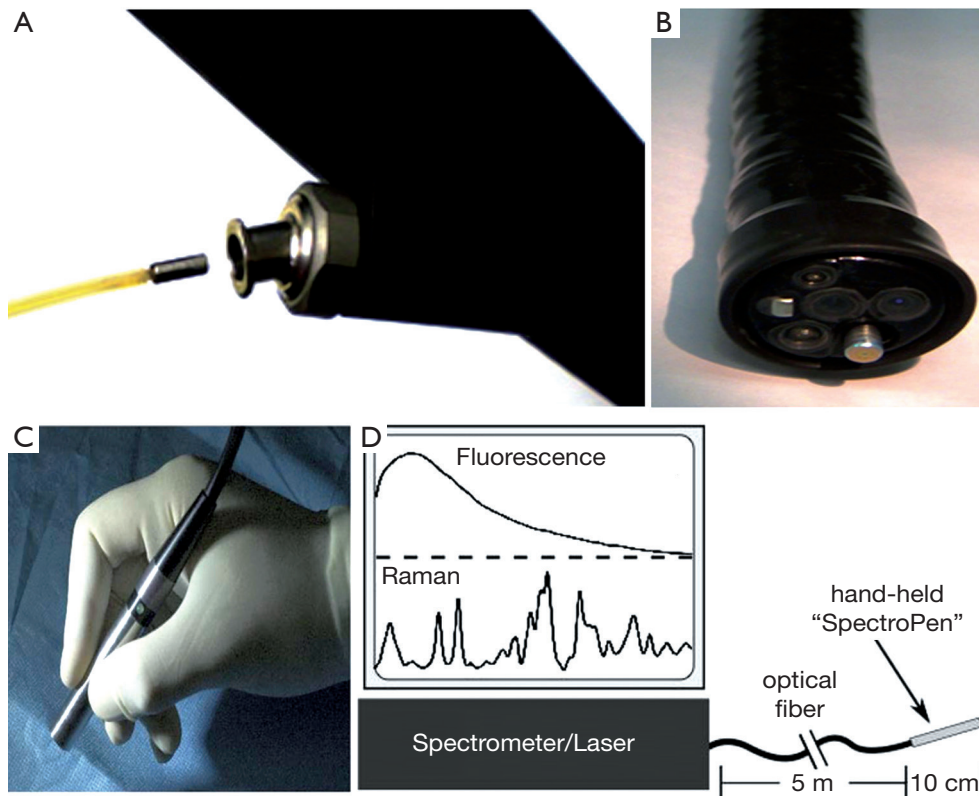 A
B
C
D
Fluorescence
Raman
Spectrometer/Laser
hand-held
“SpectroPen”
optical
fiber
5 m
10 cm